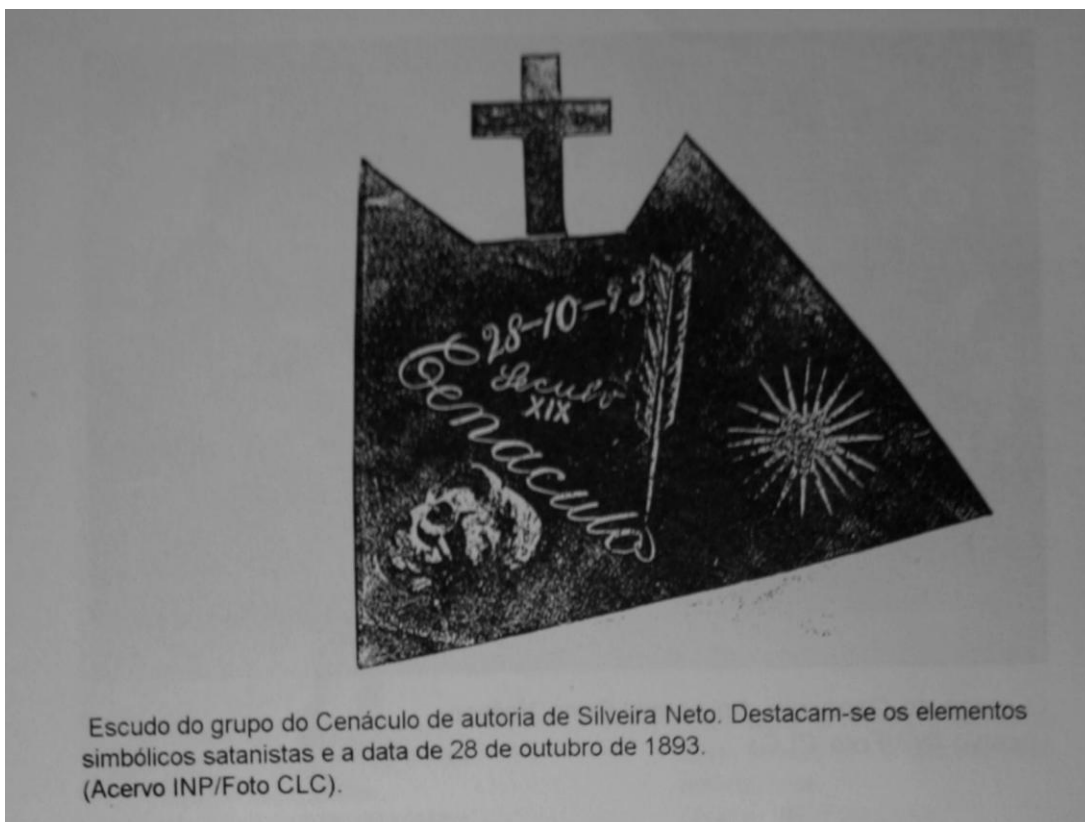 28-10-93
Seculo
XIX
Cenaculo
Escudo do grupo do Cenáculo de autoria de Silveira Neto. Destacam-se os elementos
simbólicos satanistas e a data de 28 de outubro de 1893.
(Acervo INP/Foto CLC).